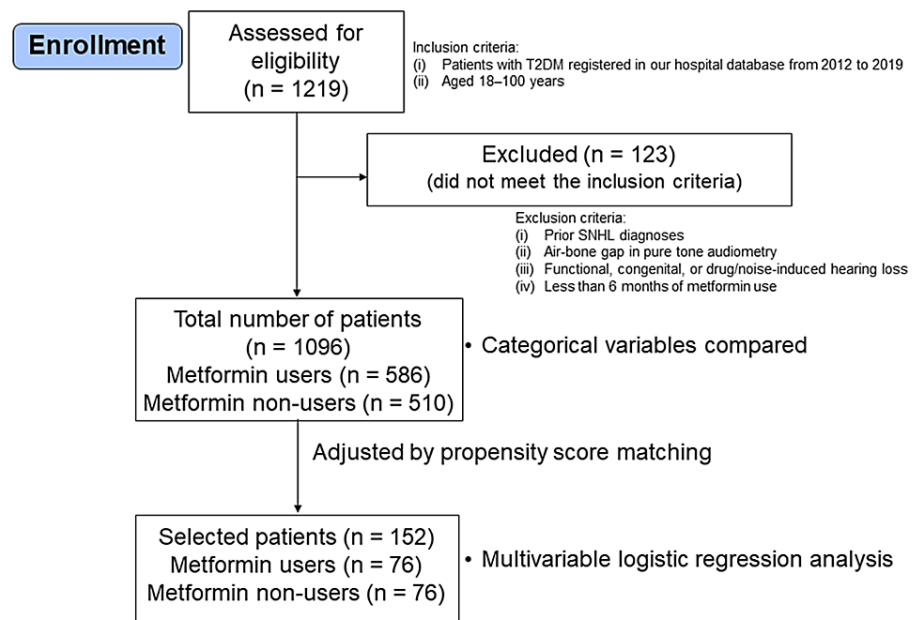 Enrollment
Assessed for
eligibility
(n = 1219)
Inclusion criteria:
(i) Patients with T2DM registered in our hospital database from 2012 to 2019
(ii) Aged 18–100 years
Excluded (n = 123)
(did not meet the inclusion criteria)
Exclusion criteria:
(i) Prior SNHL diagnoses
(ii) Air-bone gap in pure tone audiometry
(iii) Functional, congenital, or drug/noise-induced hearing loss
(iv) Less than 6 months of metformin use
Total number of patients
(n = 1096)
Metformin users (n = 586)
Metformin non-users (n = 510)
• Categorical variables compared
Adjusted by propensity score matching
Selected patients (n = 152)
Metformin users (n = 76)
Metformin non-users (n = 76)
• Multivariable logistic regression analysis